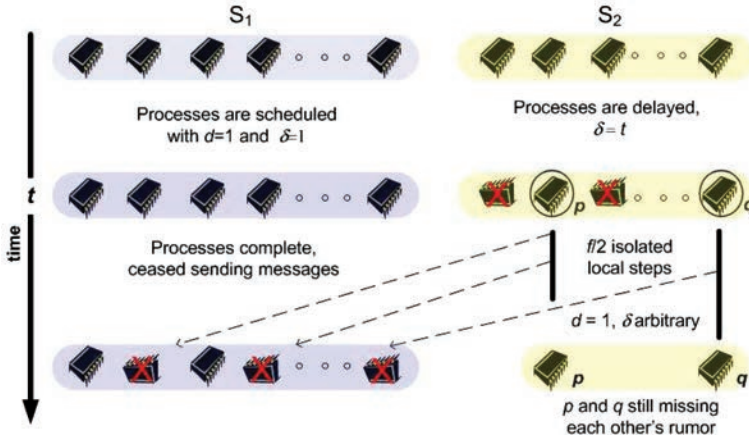 S1
S2
Processes are scheduled
with d=1 and δ=1
Processes are delayed,
δ= t
t
time
p
q
Processes complete,
ceased sending messages
f/2 isolated
local steps
d = 1, δ arbitrary
p
q
p and q still missing
each other's rumor